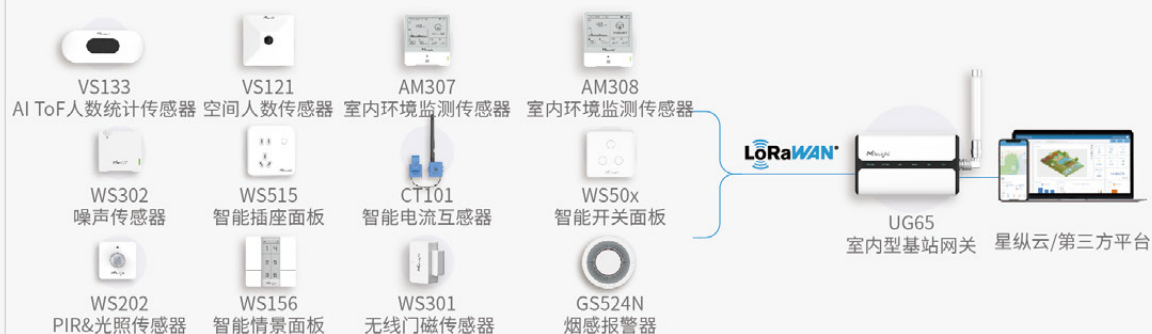 VS133
AI ToF人数统计传感器
VS121
空间人数传感器
AM307
室内环境监测传感器
AM308
室内环境监测传感器
WS302
噪声传感器
WS515
智能插座面板
CT101
智能电流互感器
WS50x
智能开关面板
WS202
PIR&光照传感器
WS156
智能情景面板
WS301
无线门磁传感器
GS524N
烟感报警器
LoRaWAN
Milesight
UG65
室内型基站网关
星纵云/第三方平台